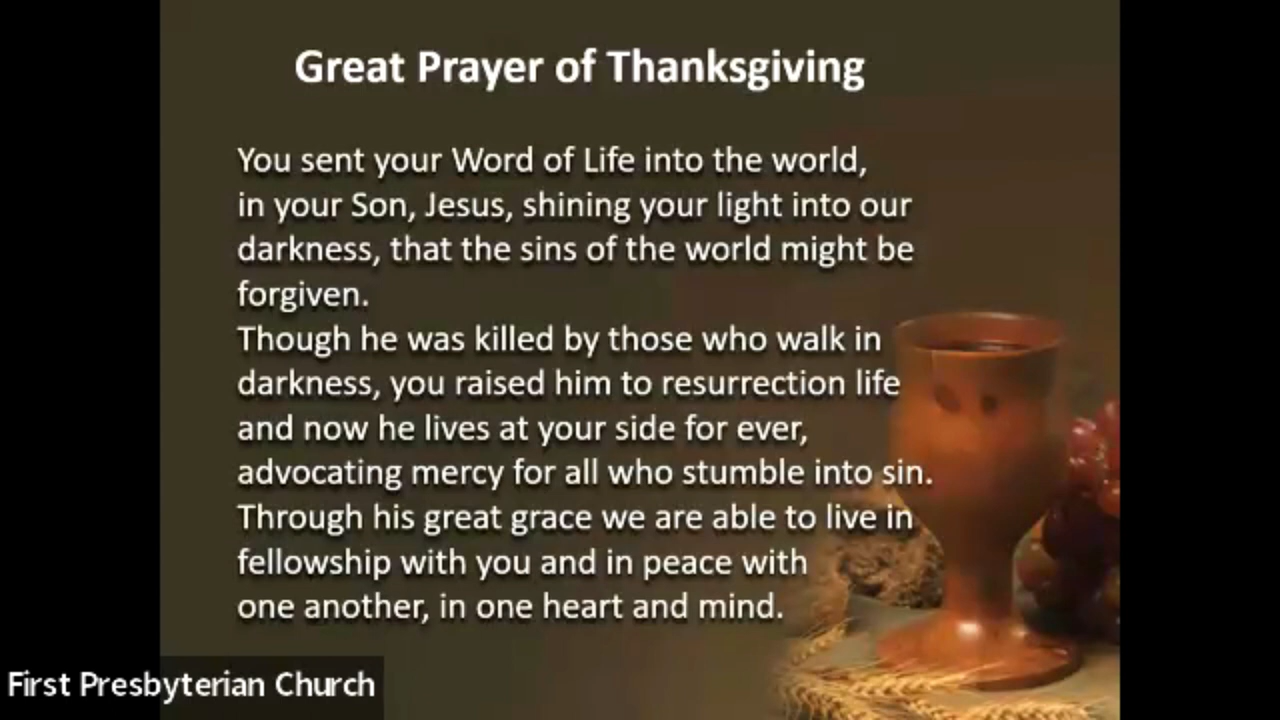 Great Prayer of Thanksgiving
You sent your Word of Life into the world,
in your Son, Jesus, shining your light into our
darkness, that the sins of the world might be
forgiven.
Though he was killed by those who walk in
darkness, you raised him to resurrection life
and now he lives at your side for ever,
advocating mercy for all who stumble into sin.
Through his great grace we are able to live in
fellowship with you and in peace with
one another, in one heart and mind.
First Presbyterian Church